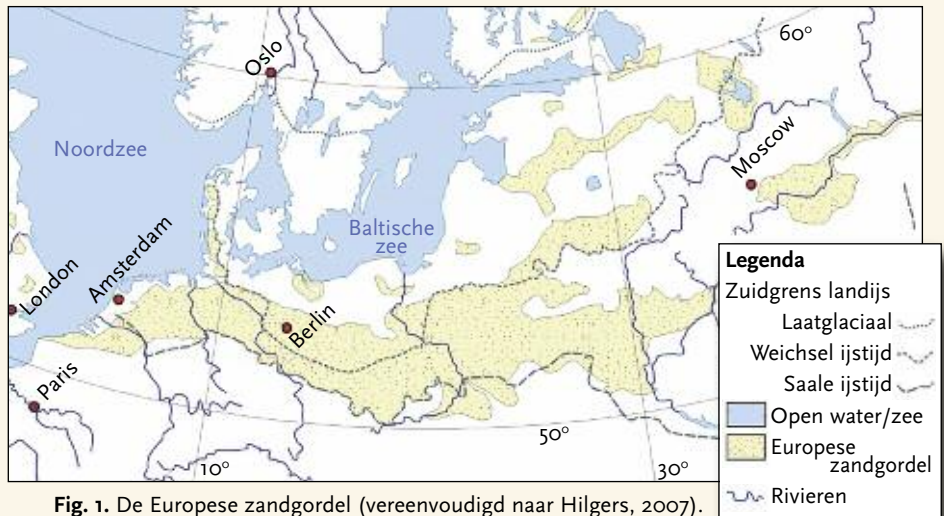 60°
Oslo
Noordzee
Moscow
Baltische
zee
Amsterdam
London
Berlin
Paris
50°
10°
30°
Legenda
Zuidgrens landijs
Laatglaciaal
Weichsel ijstijd
Saale ijstijd
Open water/zee
Europese
zandgordel
Rivieren
Fig. 1. De Europese zandgordel (vereenvoudigd naar Hilgers, 2007).